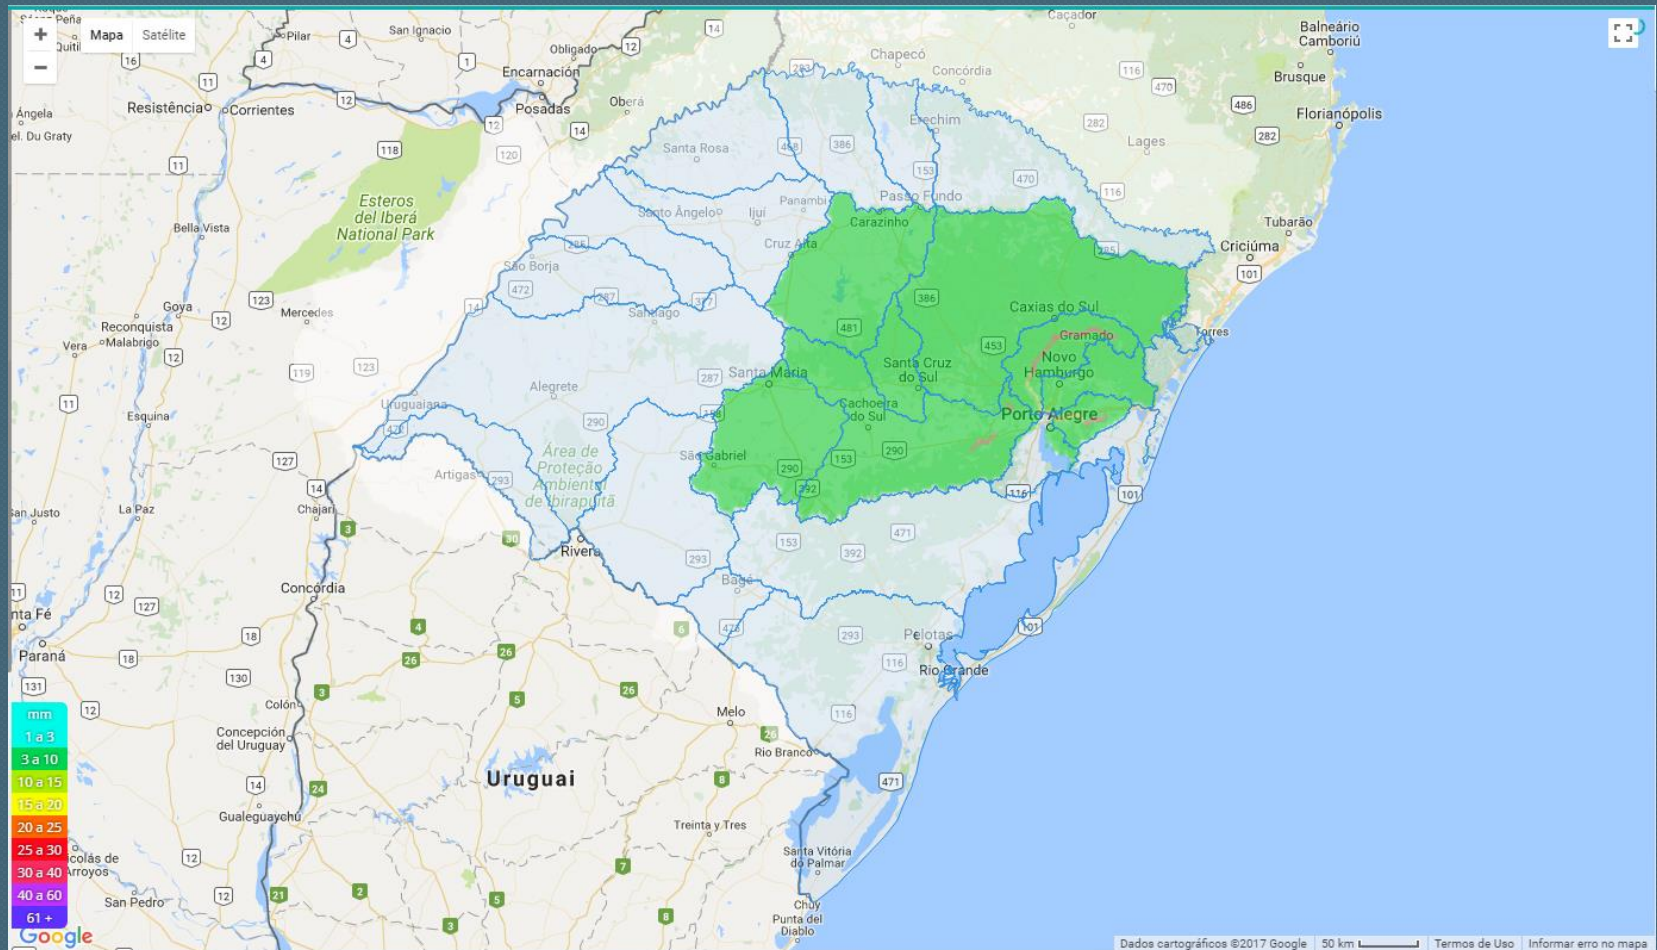 +
Mapa
Satélite
−
San Ignacio
Pilar
Obligado
Encarnación
Posadas
Oberá
Resistência
Corrientes
Chapecó
Concórdia
Caçador
Balneário
Camboriú
Brusque
Florianópolis
Lages
Erechim
Santa Rosa
Esteros
del Iberá
National Park
Bella Vista
el. Du Graty
Santo Ângelo
Ijuí
Panambi
Passo Fundo
Carazinho
Cruz Alta
Tubarão
Criciúma
São Borja
Goya
Reconquista
Malabrigo
Vera
Mercedes
Santiago
Caxias do Sul
Gramado
Torres
Novo
Hamburgo
Santa Cruz
do Sul
Santa Maria
Cachoeira
do Sul
Porto Alegre
Alegrete
Uruguaiana
Esquina
Área de
Proteção
Ambiental
de Ibirapuitã
São Gabriel
Artigas
La Paz
San Justo
Chajarí
Rivera
Bagé
Concórdia
Paraná
Pelotas
Rio Grande
Colón
Concepción
del Uruguay
Melo
Rio Branco
Uruguai
Gualeguaychú
Treinta y Tres
Santa Vitória
do Palmar
Chuy
Punta del
Diablo
San Pedro
mm
1 a 3
3 a 10
10 a 15
15 a 20
20 a 25
25 a 30
30 a 40
40 a 60
61 +
Google
Dados cartográficos ©2017 Google
50 km
Termos de Uso
Informar erro no mapa